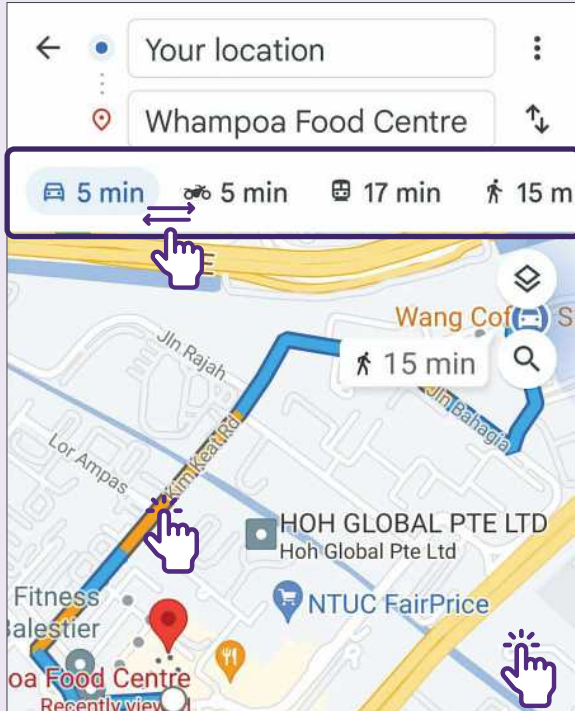 Your location
Whampoa Food Centre
5 min
5 min
17 min
15 m
E
Wang Cof
S
Jln Rajah
15 min
Jln Bahagia
Kim Keat Rd
Lor Ampas
HOH GLOBAL PTE LTD
Hoh Global Pte Ltd
Fitness
Balestier
NTUC FairPrice
oa Food Centre
Recently view